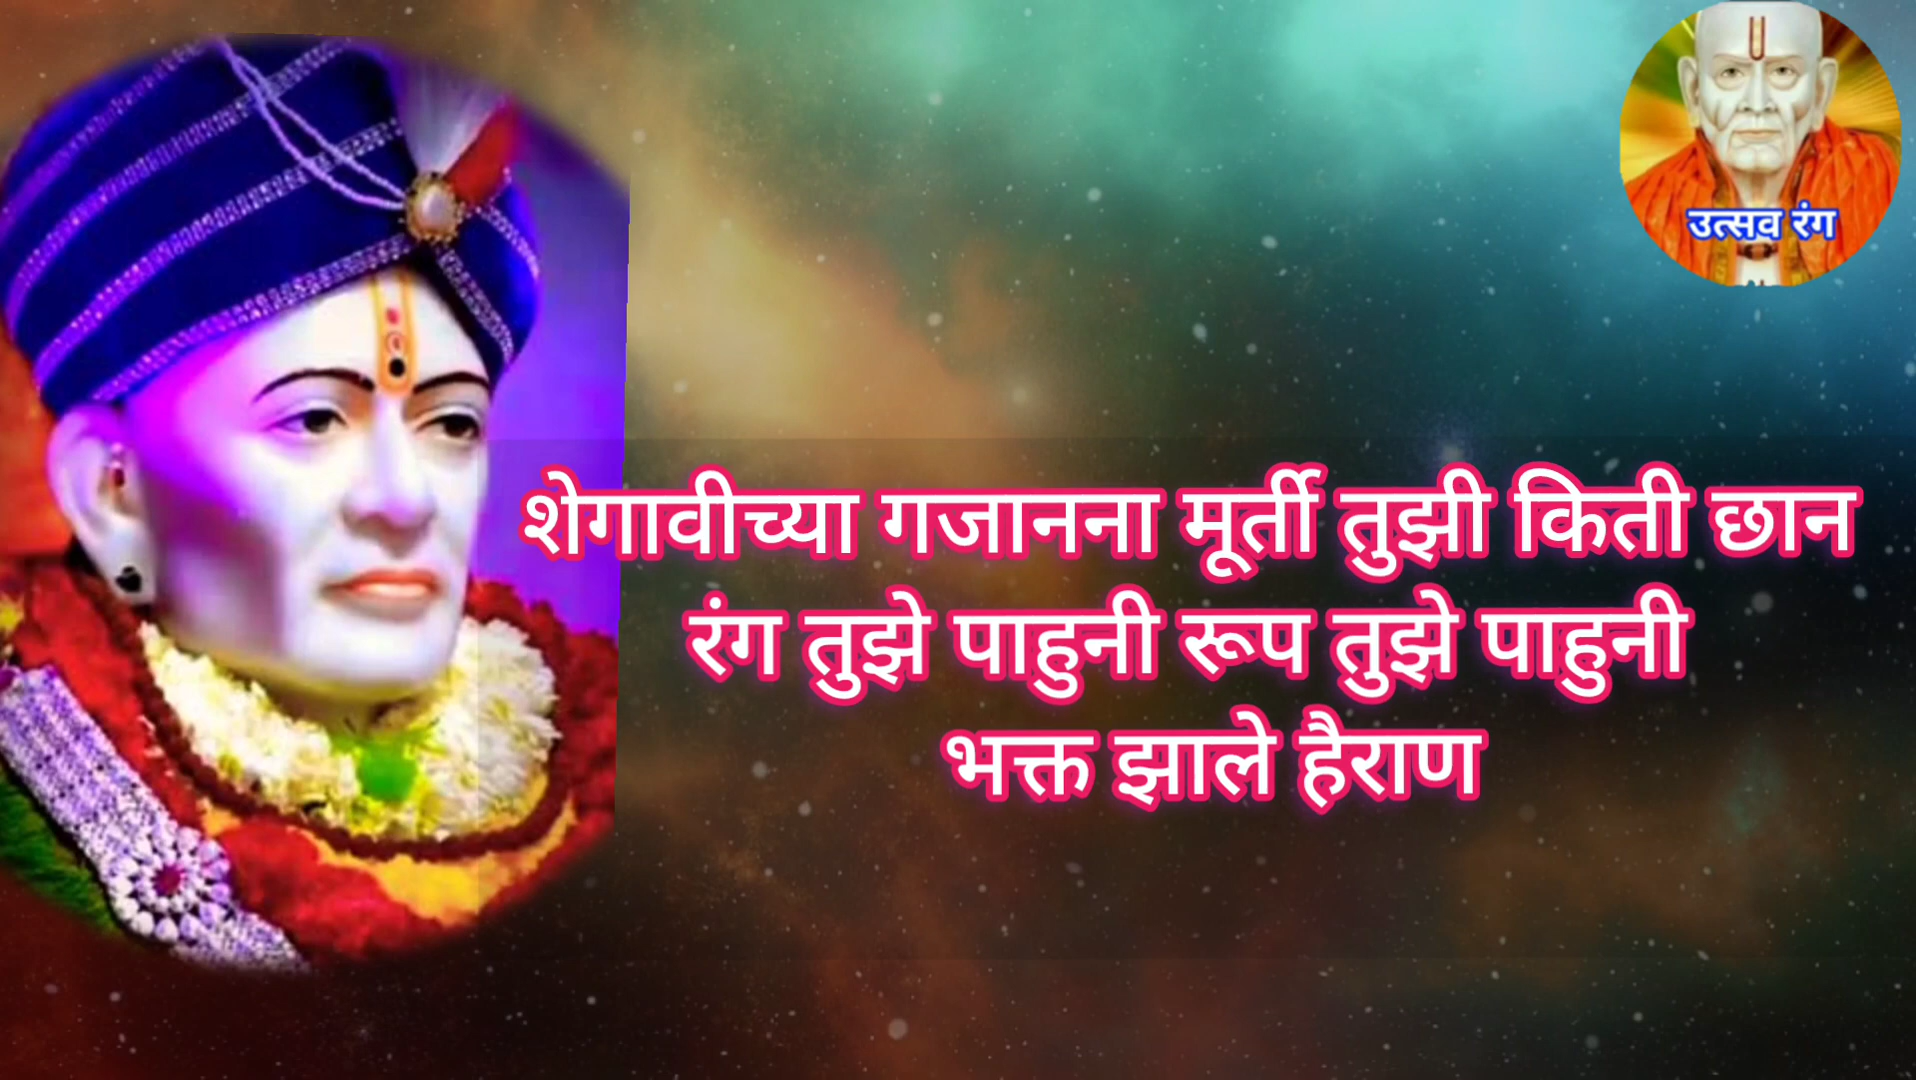 उत्सव रंग
शेगावीच्या गजानना मूर्ती तुझी किती छान
रंग तुझे पाहुनी रूप तुझे पाहुनी
भक्त झाले हैराण